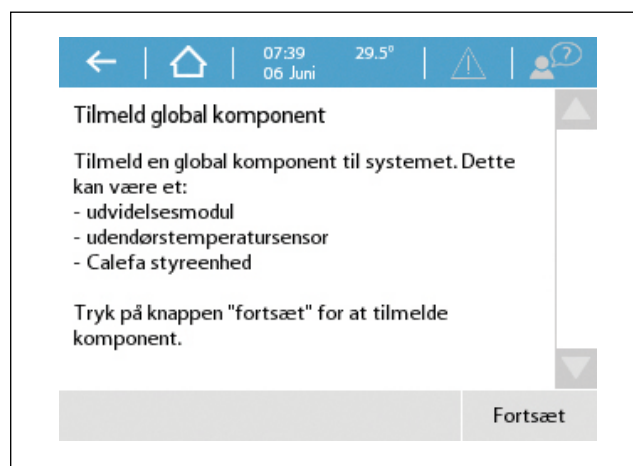 07:39 29.5°
06 Juni
?
Tilmeld global komponent
Tilmeld en global komponent til systemet. Dette
kan være et:
- udvidelsesmodul
- udendørstemperatursensor
- Calefa styreenhed
Tryk på knappen "fortsæt" for at tilmelde
komponent.
Fortsæt